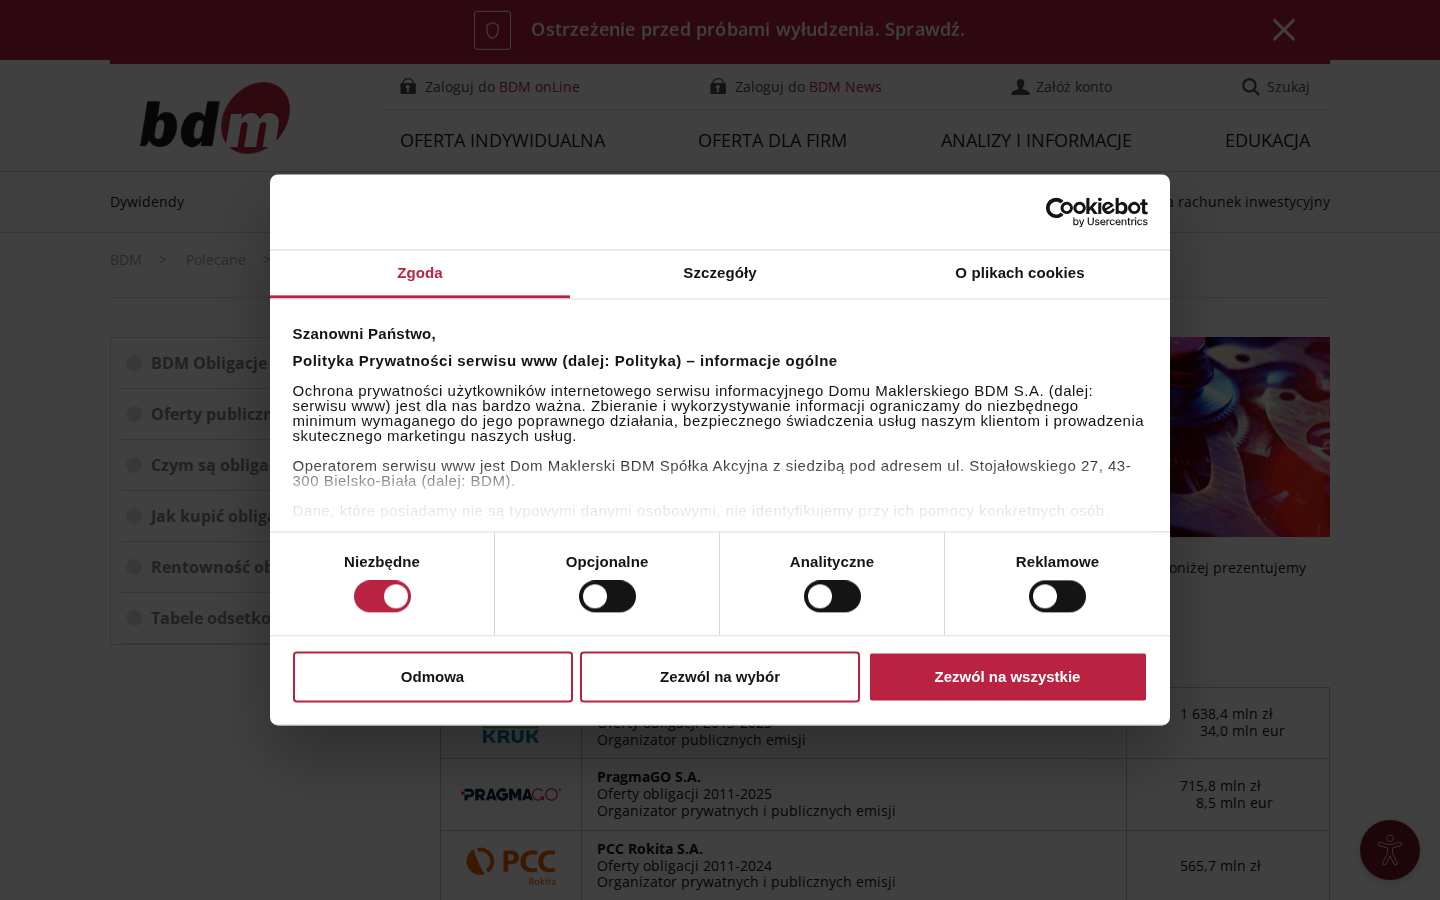 Ostrzeżenie przed próbami wyłudzenia. Sprawdź.
bdm
Zaloguj do BDM onLine
Zaloguj do BDM News
Załóż konto
Szukaj
OFERTA INDYWIDUALNA
OFERTA DLA FIRM
ANALIZY I INFORMACJE
EDUKACJA
Dywidendy
rachunek inwestycyjny
BDM > Polecane >
Cookiebot
by Usercentrics
Zgoda
Szczegóły
O plikach cookies
Szanowni Państwo,
Polityka Prywatności serwisu www (dalej: Polityka) – informacje ogólne
Ochrona prywatności użytkowników internetowego serwisu informacyjnego Domu Maklerskiego BDM S.A. (dalej:
serwisu www) jest dla nas bardzo ważna. Zbieranie i wykorzystywanie informacji ograniczamy do niezbędnego
minimum wymaganego do jego poprawnego działania, bezpiecznego świadczenia usług naszym klientom i prowadzenia
skutecznego marketingu naszych usług.
Operatorem serwisu www jest Dom Maklerski BDM Spółka Akcyjna z siedzibą pod adresem ul. Stojałowskiego 27, 43-
300 Bielsko-Biała (dalej: BDM).
Dane, które posiadamy nie są typowymi danymi osobowymi, nie identyfikujemy przy ich pomocy konkretnych osób.
Niezbędne
Opcjonalne
Analityczne
Reklamowe
Odmowa
Zezwól na wybór
Zezwól na wszystkie
BDM Obligacje
Oferty publiczn
Czym są obliga
Jak kupić obliga
Rentowność ob
Tabele odsetko
oniżej prezentujemy
KRUK
Organizator publicznych emisji
1 638,4 mln zł
34,0 mln eur
PRAGMAGO
PragmaGO S.A.
Oferty obligacji 2011-2025
Organizator prywatnych i publicznych emisji
715,8 mln zł
8,5 mln eur
PCC
Rokita
PCC Rokita S.A.
Oferty obligacji 2011-2024
Organizator prywatnych i publicznych emisji
565,7 mln zł